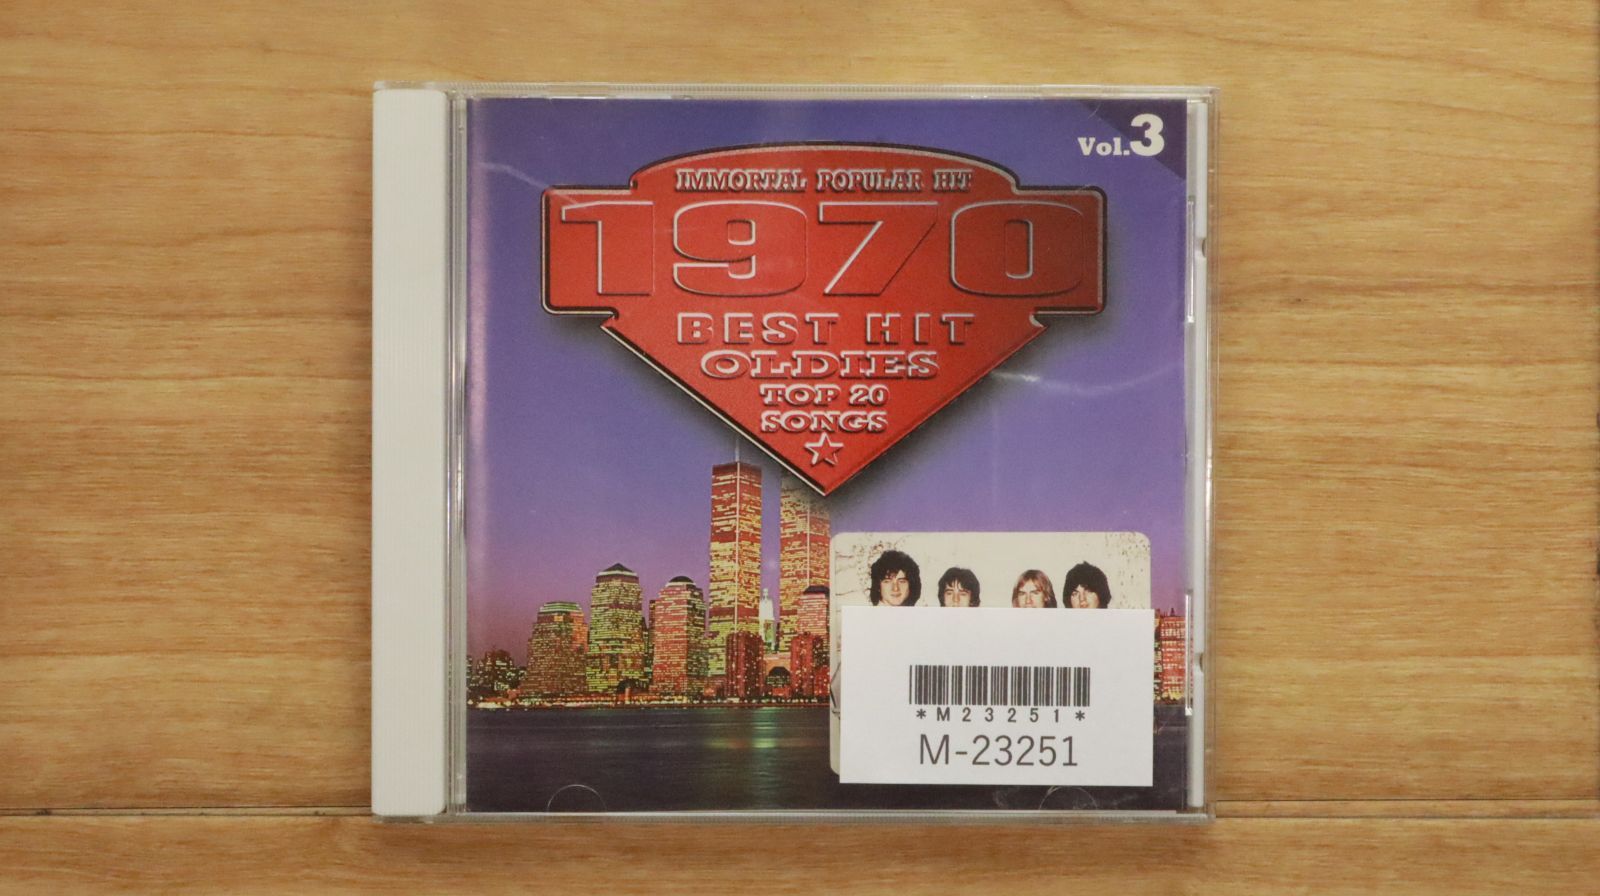 Vol.3
IMMORTAL POPULAR HIT
1970
BEST HIT
OLDIES
TOP 20
SONGS
*M23251*
M-23251